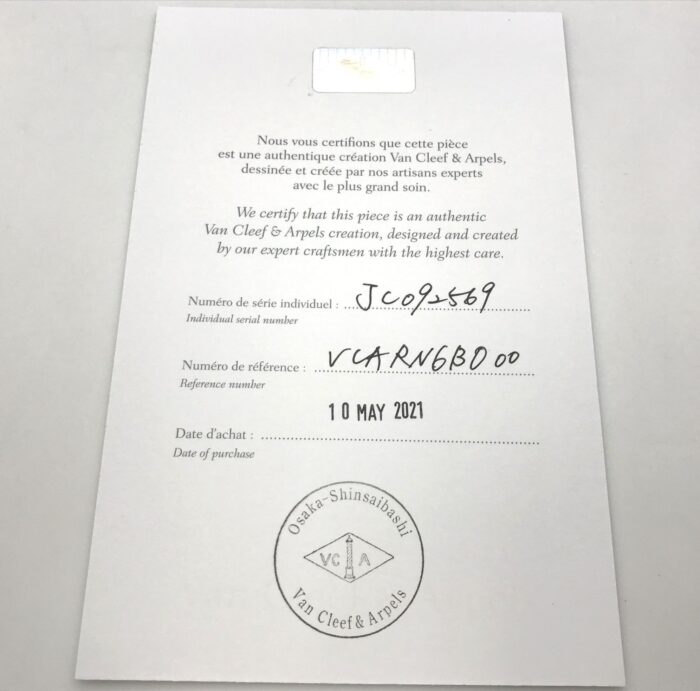 Nous vous certifions que cette pièce
est une authentique création Van Cleef & Arpels,
dessinée et créée par nos artisans experts
avec le plus grand soin.
We certify that this piece is an authentic
Van Cleef & Arpels creation, designed and created
by our expert craftsmen with the highest care.
Numéro de série individuel : JC092569
Individual serial number
Numéro de référence : VCARN6BO00
Reference number
10 MAY 2021
Date d'achat :
Date of purchase
Osaka-Shinsaibashi
VC A
Van Cleef & Arpels